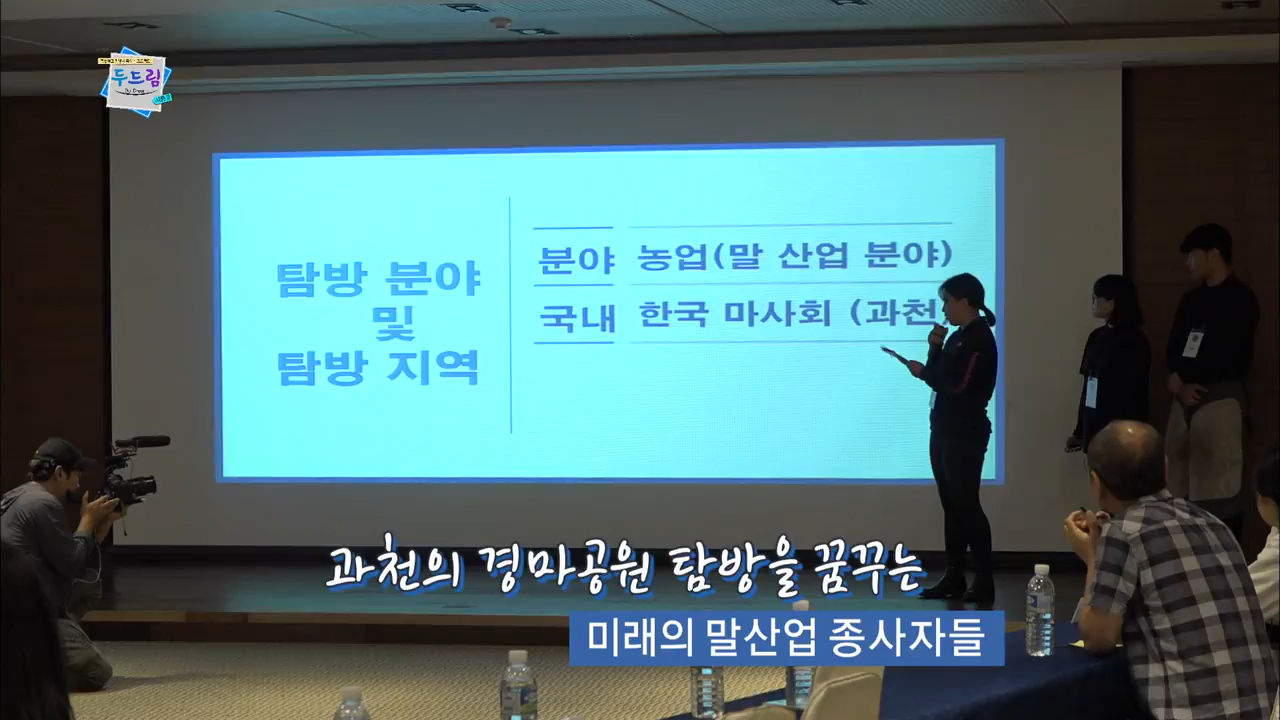 두드림
탐방 분야
및
탐방 지역
분야 농업(말 산업 분야)
국내 한국 마사회 (과천
과천의 경마공원 탐방을 꿈꾸는
미래의 말산업 종사자들